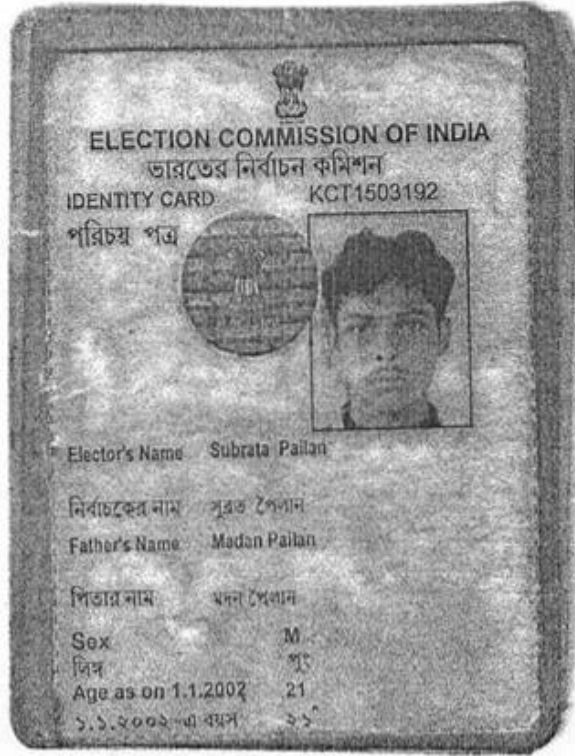 ELECTION COMMISSION OF INDIA
ভারতের নির্বাচন কমিশন
IDENTITY CARD KCT1503192
পরিচয় পত্র
Elector's Name Subrata Pailan
নির্বাচকের নাম সুব্রত পৈলান
Father's Name Madan Pailan
পিতার নাম মদন পৈলান
Sex M
লিঙ্গ পুং
Age as on 1.1.2002 21
১.১.২০০২-এ বয়স ২১